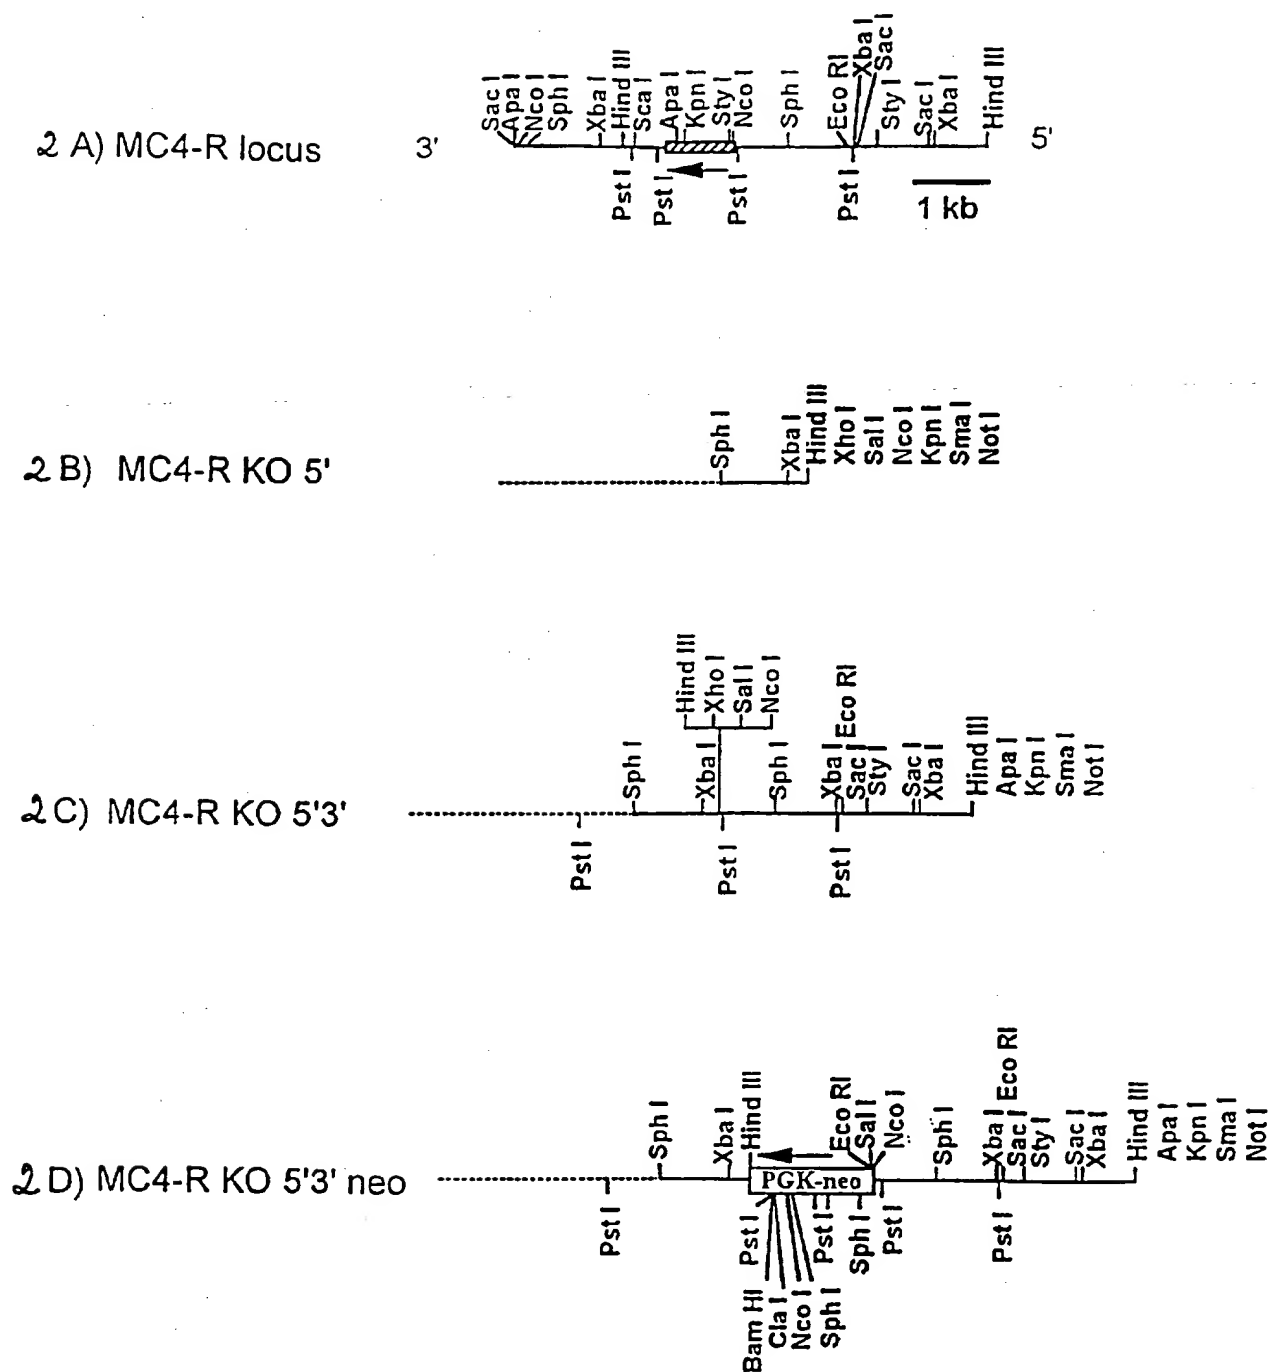 2 A) MC4-R locus
3'
Sac I
Apa I
Nco I
Sph I
Xba I
Hind III
Sca I
Apa I
Kpn I
Sty I
Nco I
Sph I
Eco RI
Xba I
Sac I
Sty I
Sac I
Xba I
Hind III
5'
Pst I
Pst I
Pst I
Pst I
1 kb
2 B) MC4-R KO 5'
Sph I
Xba I
Hind III
Xho I
Sal I
Nco I
Kpn I
Sma I
Not I
2 C) MC4-R KO 5'3'
Hind III
Xho I
Sal I
Nco I
Sph I
Xba I
Sph I
Xba I
Eco RI
Sac I
Sty I
Sac I
Xba I
Hind III
Apa I
Kpn I
Sma I
Not I
Pst I
Pst I
Pst I
2 D) MC4-R KO 5'3' neo
Sph I
Xba I
Hind III
Eco RI
Sal I
Nco I
Sph I
Xba I
Eco RI
Sac I
Sty I
Sac I
Xba I
Hind III
Apa I
Kpn I
Sma I
Not I
PGK-neo
Pst I
Pst I
Pst I
Sph I
Pst I
Pst I
Bam HI
Cla I
Nco I
Sph I